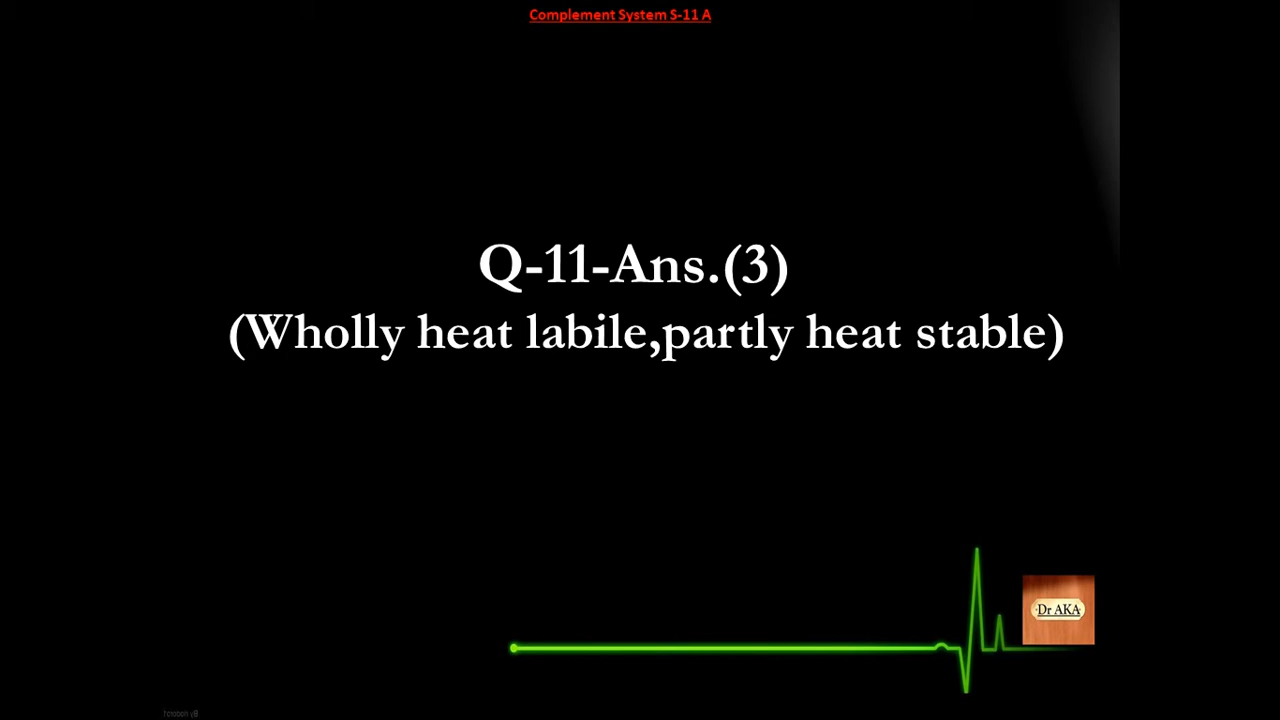 Complement System S-11 A
Q-11-Ans.(3)
(Wholly heat labile,partly heat stable)
Dr AKA